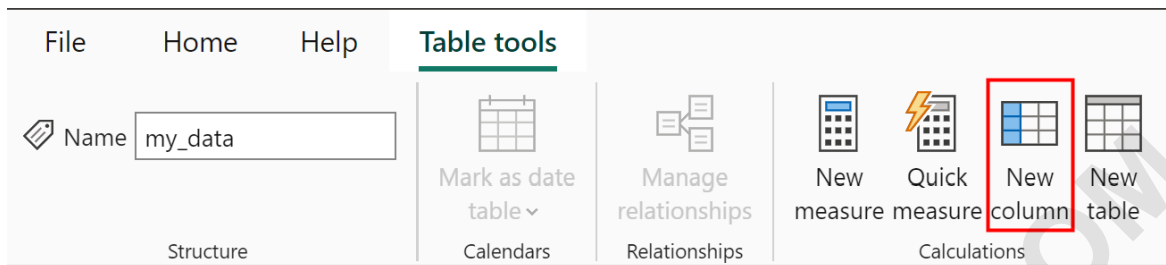 File Home Help Table tools
Name my_data
Mark as date
table
Manage
relationships
New
measure
Quick
measure
New
column
New
table
Structure Calendars Relationships Calculations
OM